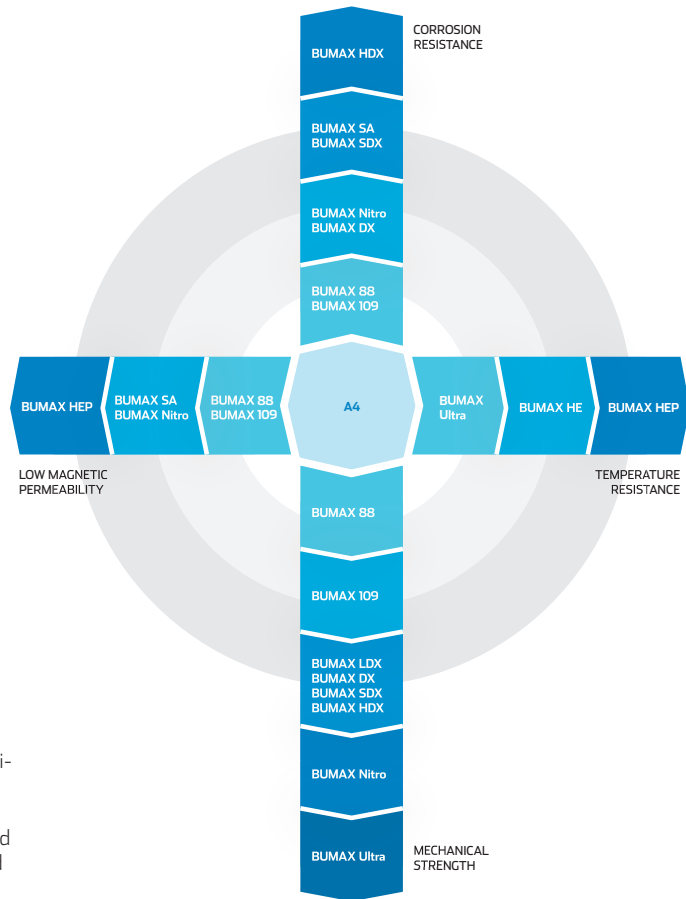 CORROSION
RESISTANCE
BUMAX HDX
BUMAX SA
BUMAX SDX
BUMAX Nitro
BUMAX DX
BUMAX 88
BUMAX 109
BUMAX HEP
BUMAX SA
BUMAX Nitro
BUMAX 88
BUMAX 109
A4
BUMAX
Ultra
BUMAX HE
BUMAX HEP
LOW MAGNETIC
PERMEABILITY
TEMPERATURE
RESISTANCE
BUMAX 88
BUMAX 109
BUMAX LDX
BUMAX DX
BUMAX SDX
BUMAX HDX
BUMAX Nitro
BUMAX Ultra
MECHANICAL
STRENGTH